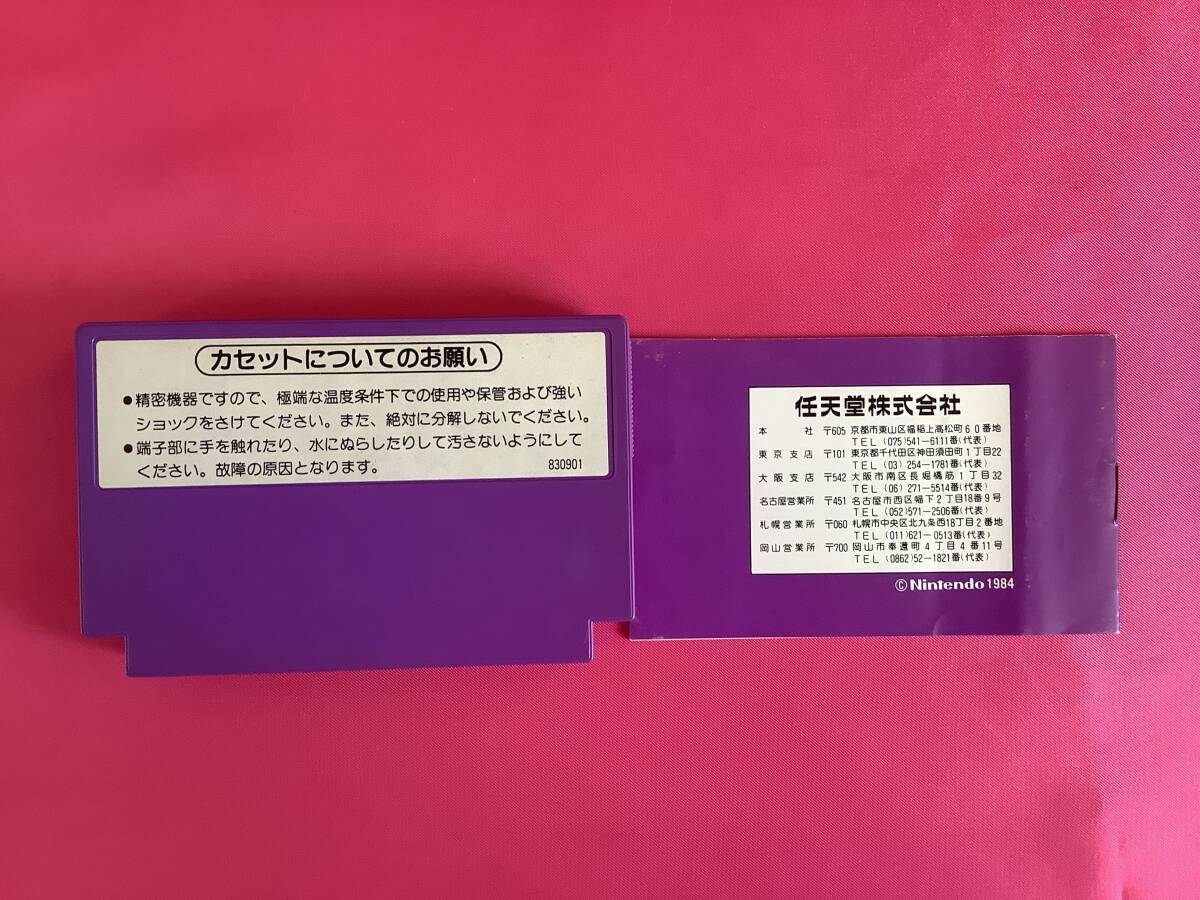 カセットについてのお願い
●精密機器ですので、極端な温度条件下での使用や保管および強い
ショックをさけてください。また、絶対に分解しないでください。
●端子部に手を触れたり、水にぬらしたりして汚さないようにして
ください。故障の原因となります。 830901
任天堂株式会社
本社 〒605 京都市東山区福稲上高松町60番地
TEL (075)541-6111番(代表)
東京支店 〒101 東京都千代田区神田須田町1丁目22
TEL (03) 254-1781番(代表)
大阪支店 〒542 大阪市南区長堀橋筋1丁目32
TEL (06) 271-5514番(代表)
名古屋営業所 〒451 名古屋市西区幅下2丁目18番9号
TEL (052)571-2506番(代表)
札幌営業所 〒060 札幌市中央区北九条西18丁目2番地
TEL (011)621-0513番(代表)
岡山営業所 〒700 岡山市奉還町4丁目4番11号
TEL (0862)52-1821番(代表)
©Nintendo 1984